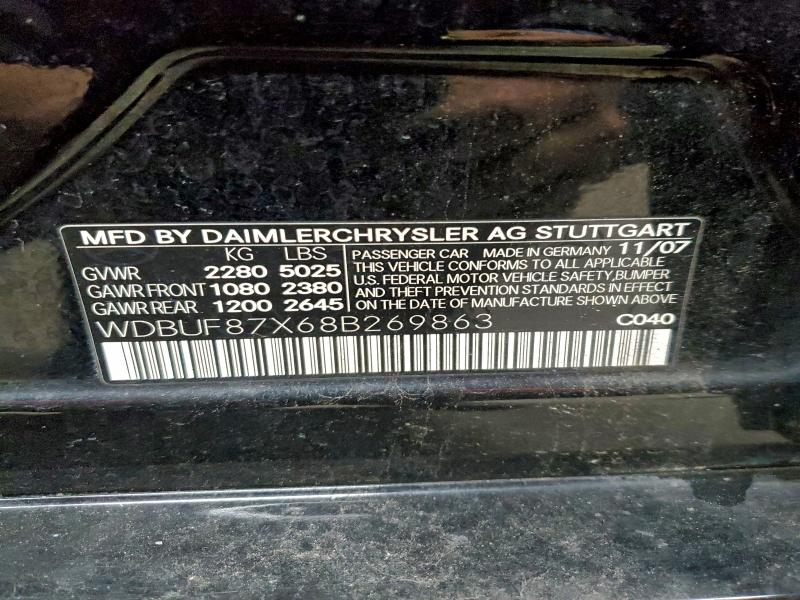 MFD BY DAIMLERCHRYSLER AG STUTTGART
KG LBS
GVWR 2280 5025
GAWR FRONT 1080 2380
GAWR REAR 1200 2645
PASSENGER CAR MADE IN GERMANY 11/07
THIS VEHICLE CONFORMS TO ALL APPLICABLE
U.S. FEDERAL MOTOR VEHICLE SAFETY,BUMPER
AND THEFT PREVENTION STANDARDS IN EFFECT
ON THE DATE OF MANUFACTURE SHOWN ABOVE
WDBUF87X68B269863
C040